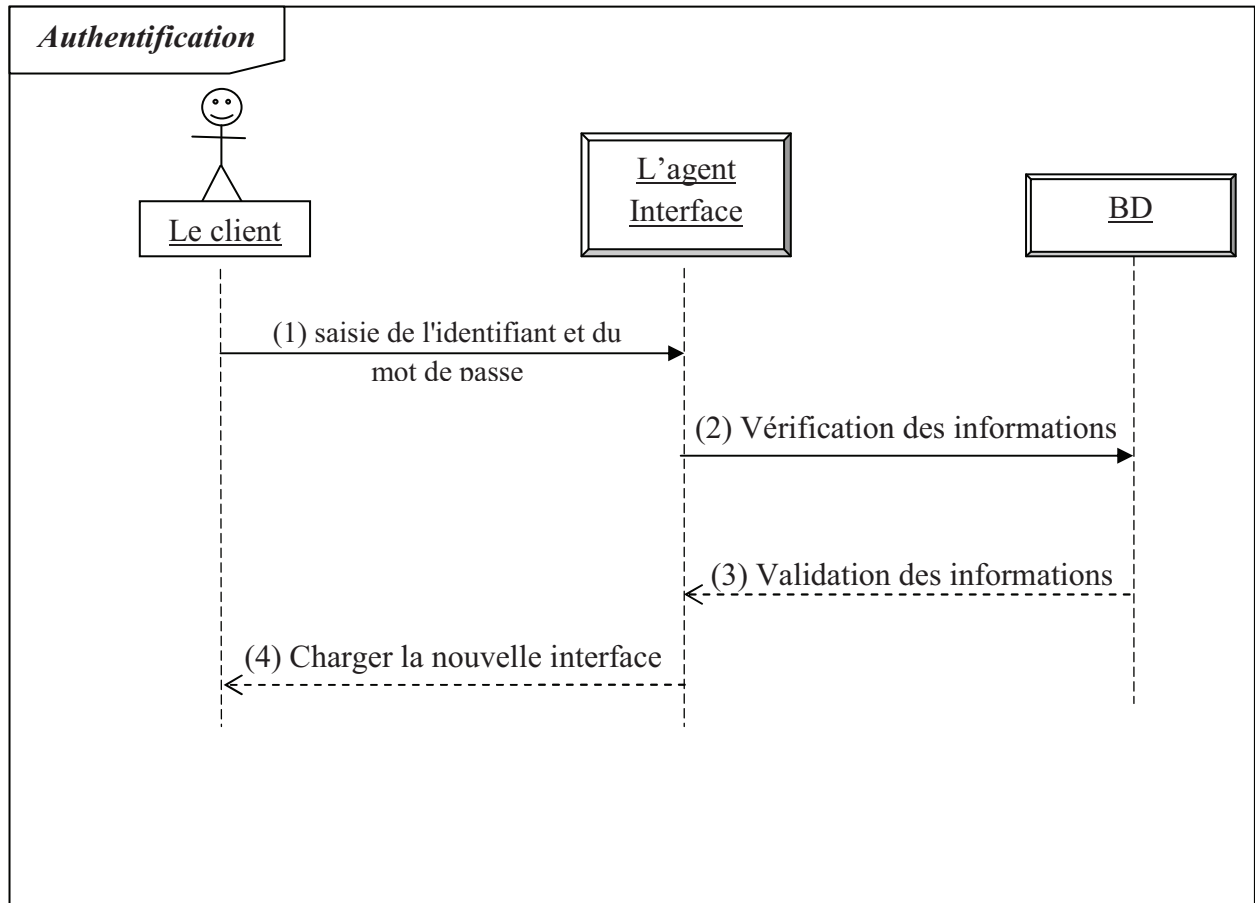 Authentification
Le client
L’agent
Interface
BD
(1) saisie de l'identifiant et du
mot de passe
(2) Vérification des informations
(3) Validation des informations
(4) Charger la nouvelle interface